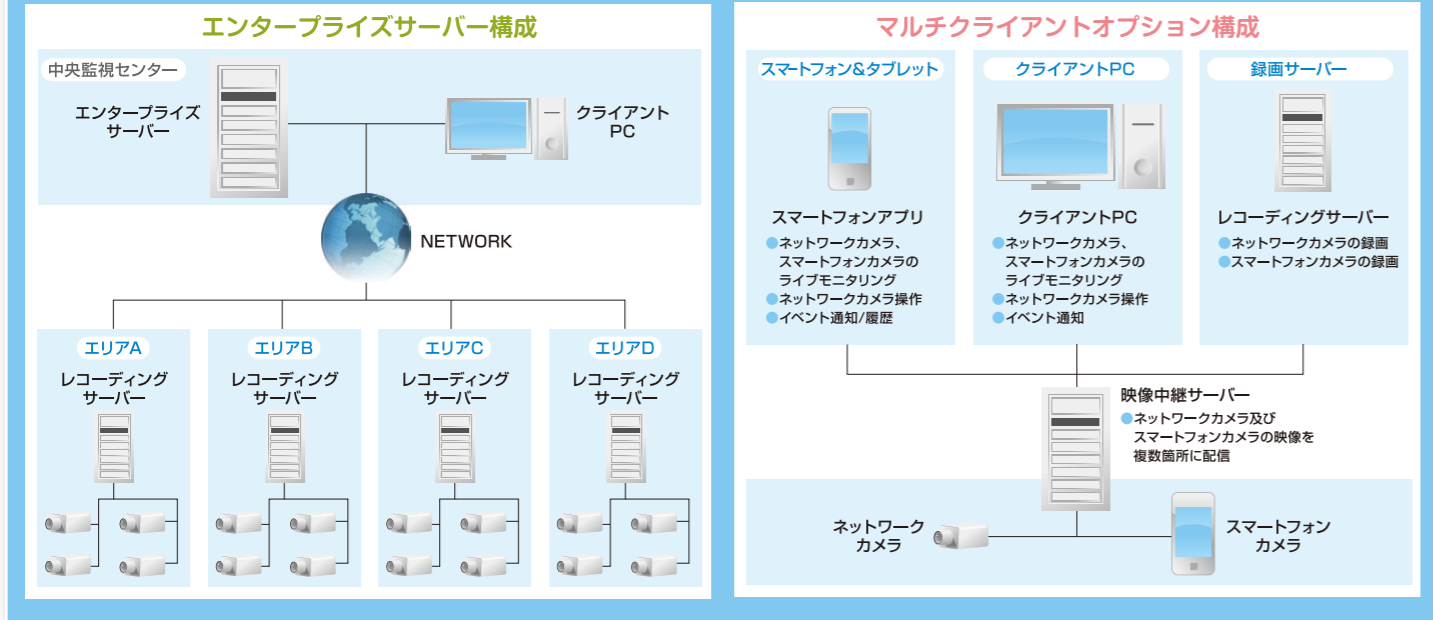 エンタープライズサーバー構成
中央監視センター
エンタープライズ
サーバー
クライアント
PC
NETWORK
エリアA
レコーディング
サーバー
エリアB
レコーディング
サーバー
エリアC
レコーディング
サーバー
エリアD
レコーディング
サーバー
マルチクライアントオプション構成
スマートフォン&タブレット
スマートフォンアプリ
●ネットワークカメラ、
スマートフォンカメラの
ライブモニタリング
●ネットワークカメラ操作
●イベント通知/履歴
クライアントPC
クライアントPC
●ネットワークカメラ、
スマートフォンカメラの
ライブモニタリング
●ネットワークカメラ操作
●イベント通知
録画サーバー
レコーディングサーバー
●ネットワークカメラの録画
●スマートフォンカメラの録画
映像中継サーバー
●ネットワークカメラ及び
スマートフォンカメラの映像を
複数箇所に配信
ネットワーク
カメラ
スマートフォン
カメラ